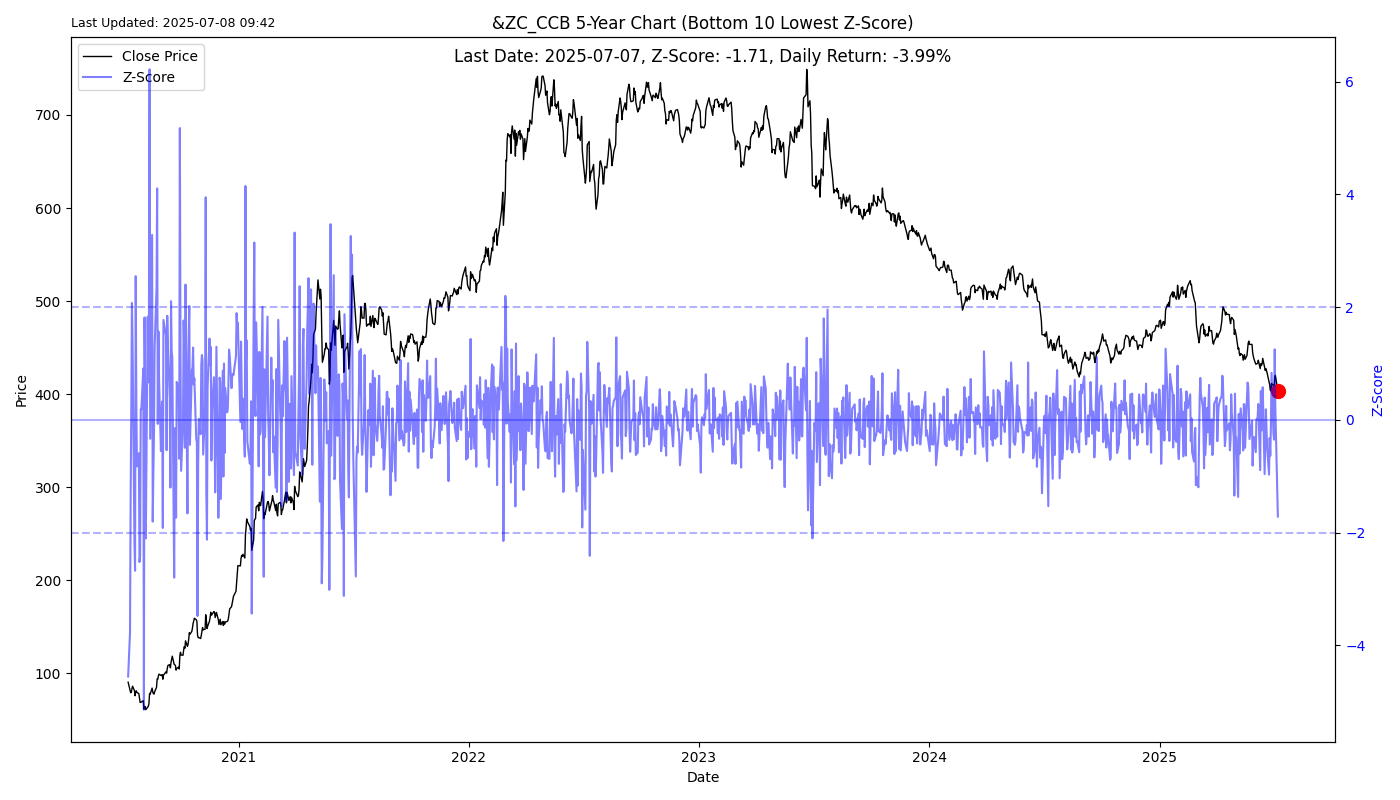 Last Updated: 2025-07-08 09:42
&ZC_CCB 5-Year Chart (Bottom 10 Lowest Z-Score)
Last Date: 2025-07-07, Z-Score: -1.71, Daily Return: -3.99%
Close Price
Z-Score
700
600
500
400
300
200
100
Price
6
4
2
0
−2
−4
Z-Score
2021
2022
2023
2024
2025
Date